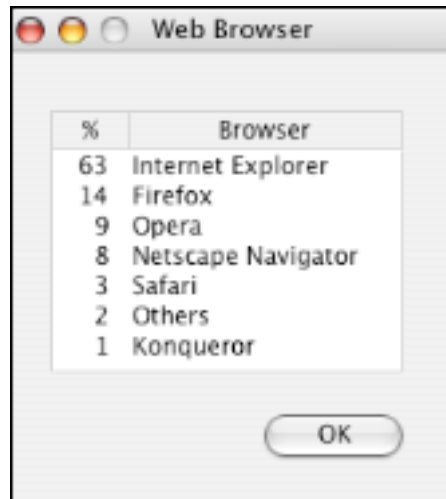 Web Browser
% Browser
63 Internet Explorer
14 Firefox
9 Opera
8 Netscape Navigator
3 Safari
2 Others
1 Konqueror
OK